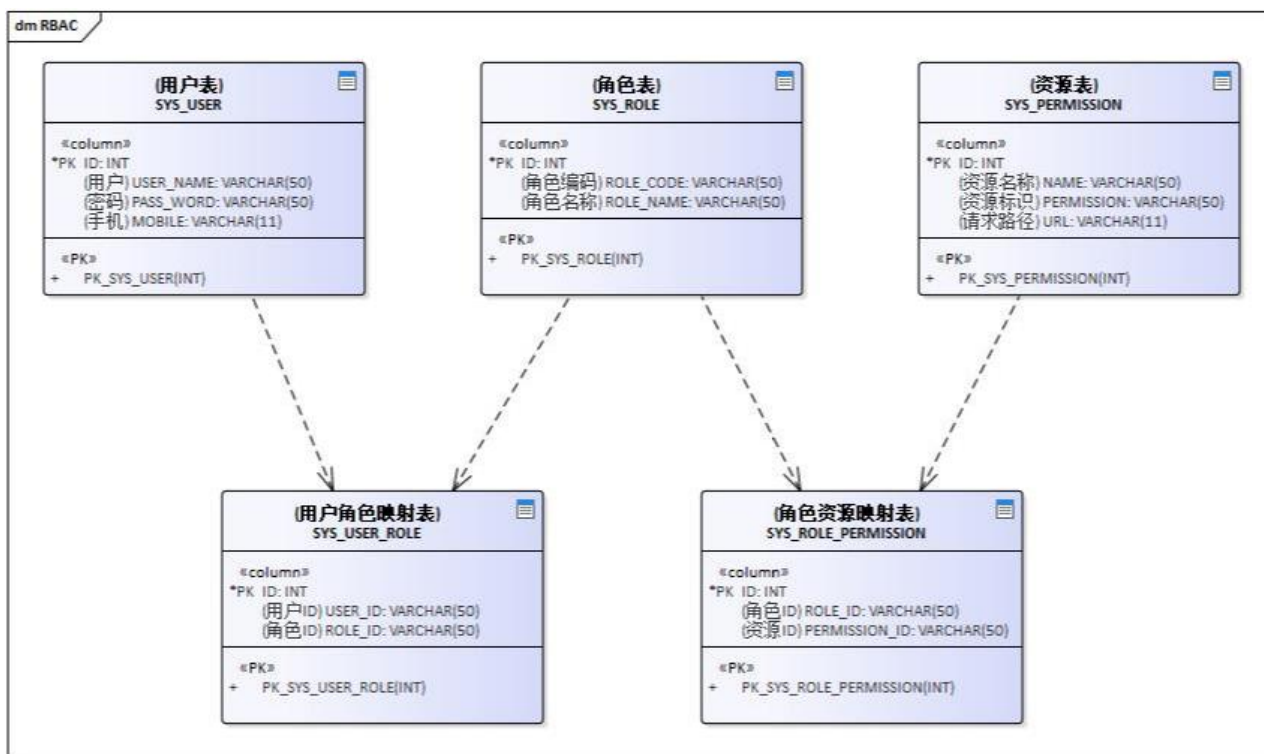 dm RBAC
(用户表)
SYS_USER
«column»
*PK ID: INT
(用户) USER_NAME: VARCHAR(50)
(密码) PASS_WORD: VARCHAR(50)
(手机) MOBILE: VARCHAR(11)
«PK»
+ PK_SYS_USER(INT)
(角色表)
SYS_ROLE
«column»
*PK ID: INT
(角色编码) ROLE_CODE: VARCHAR(50)
(角色名称) ROLE_NAME: VARCHAR(50)
«PK»
+ PK_SYS_ROLE(INT)
(资源表)
SYS_PERMISSION
«column»
*PK ID: INT
(资源名称) NAME: VARCHAR(50)
(资源标识) PERMISSION: VARCHAR(50)
(请求路径) URL: VARCHAR(11)
«PK»
+ PK_SYS_PERMISSION(INT)
(用户角色映射表)
SYS_USER_ROLE
«column»
*PK ID: INT
(用户ID) USER_ID: VARCHAR(50)
(角色ID) ROLE_ID: VARCHAR(50)
«PK»
+ PK_SYS_USER_ROLE(INT)
(角色资源映射表)
SYS_ROLE_PERMISSION
«column»
*PK ID: INT
(角色ID) ROLE_ID: VARCHAR(50)
(资源ID) PERMISSION_ID: VARCHAR(50)
«PK»
+ PK_SYS_ROLE_PERMISSION(INT)